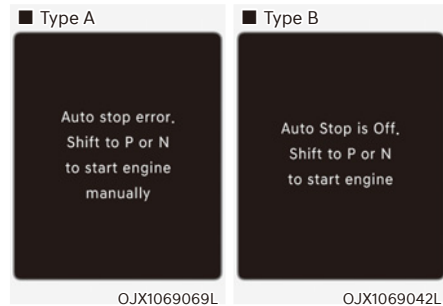 ■ Type A
Auto stop error.
Shift to P or N
to start engine
manually
OJX1069069L
■ Type B
Auto Stop is Off.
Shift to P or N
to start engine
OJX1069042L